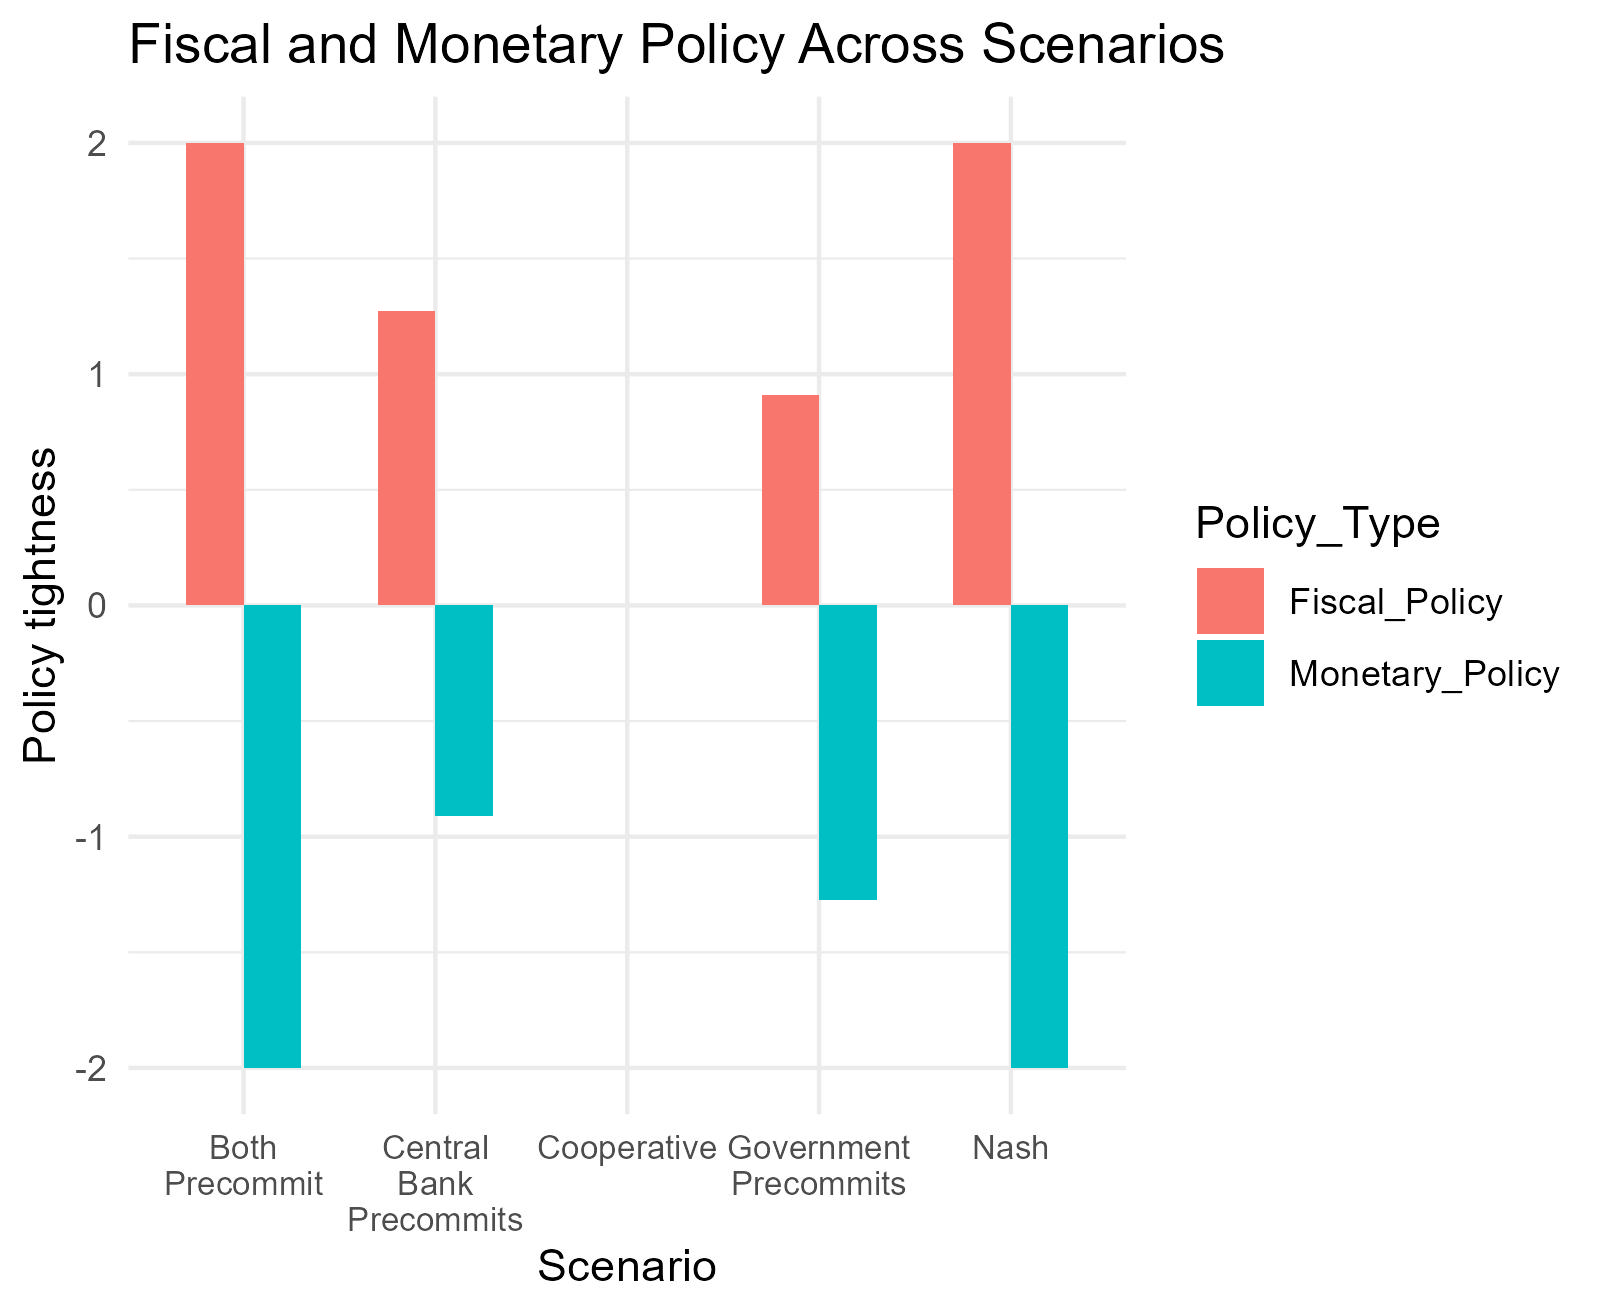 Fiscal and Monetary Policy Across Scenarios
Policy tightness
2
1
0
-1
-2
Both
Precommit
Central
Bank
Precommits
Cooperative
Government
Precommits
Nash
Scenario
Policy_Type
Fiscal_Policy
Monetary_Policy